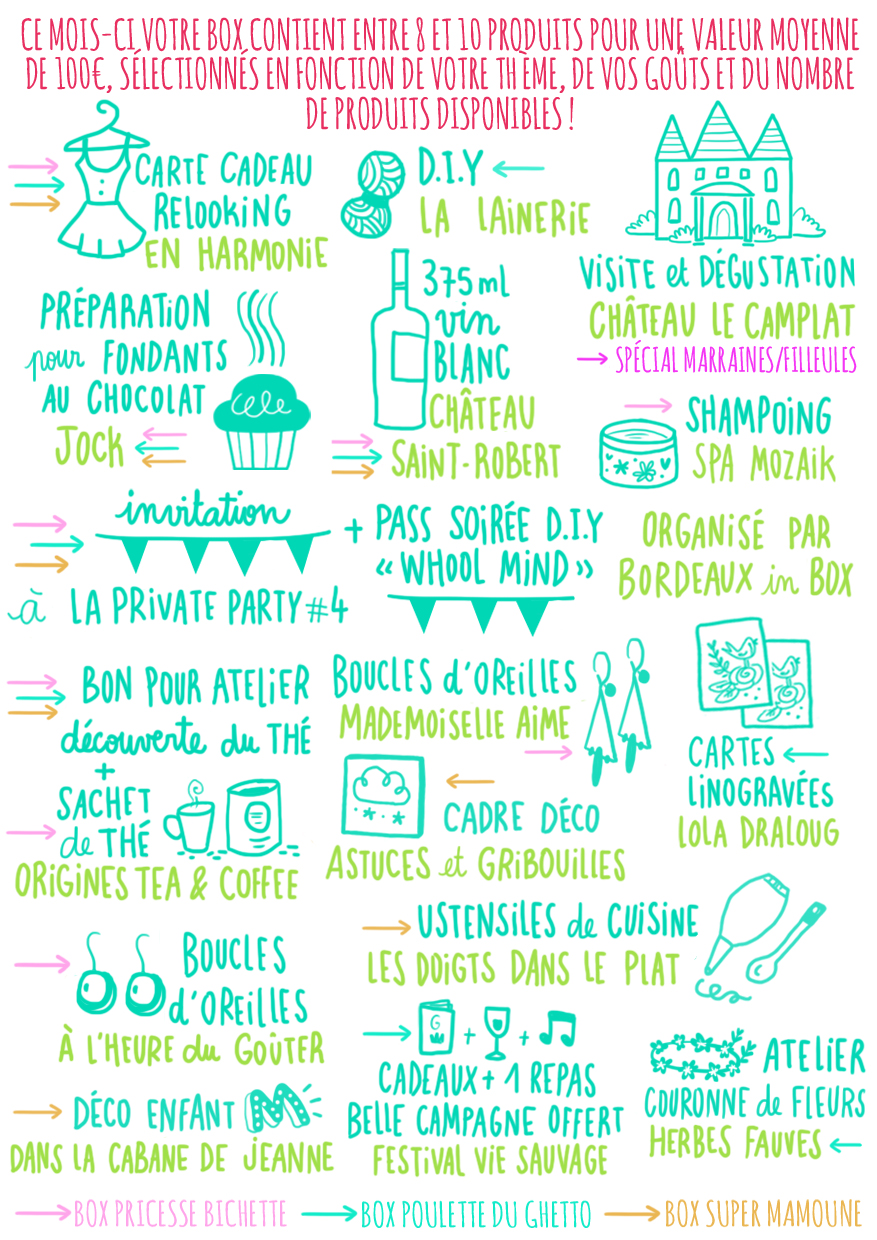 CE MOIS-CI VOTRE BOX CONTIENT ENTRE 8 ET 10 PRODUITS POUR UNE VALEUR MOYENNE
DE 100€, SÉLECTIONNÉS EN FONCTION DE VOTRE THÈME, DE VOS GOÛTS ET DU NOMBRE
DE PRODUITS DISPONIBLES !
CARTE CADEAU
RELOOKING
EN HARMONIE
D.I.Y
LA LAINERIE
VISITE et DÉGUSTATION
CHÂTEAU LE CAMPLAT
SPÉCIAL MARRAINES/FILLEULES
PRÉPARATION
pour FONDANTS
AU CHOCOLAT
JOCK
375ml
vin
BLANC
CHÂTEAU
SAINT-ROBERT
SHAMPOING
SPA MOZAIK
invitation
à LA PRIVATE PARTY #4
+ PASS SOIRÉE D.I.Y
« WHOOL MIND »
ORGANISÉ PAR
BORDEAUX in BOX
BON POUR ATELIER
découverte du THÉ
+
SACHET
de THÉ
ORIGINES TEA & COFFEE
BOUCLES d'OREILLES
MADEMOISELLE AIME
CARTES
LINOGRAVÉES
LOLA DRALOUG
CADRE DÉCO
ASTUCES et GRIBOUILLES
USTENSILES de CUISINE
LES DOIGTS DANS LE PLAT
BOUCLES
d'OREILLES
À L'HEURE du GOÛTER
G + +
CADEAUX + 1 REPAS
BELLE CAMPAGNE OFFERT
FESTIVAL VIE SAUVAGE
ATELIER
COURONNE de FLEURS
HERBES FAUVES
DÉCO ENFANT M
DANS LA CABANE DE JEANNE
BOX PRICESSE BICHETTE BOX POULETTE DU GHETTO BOX SUPER MAMOUNE